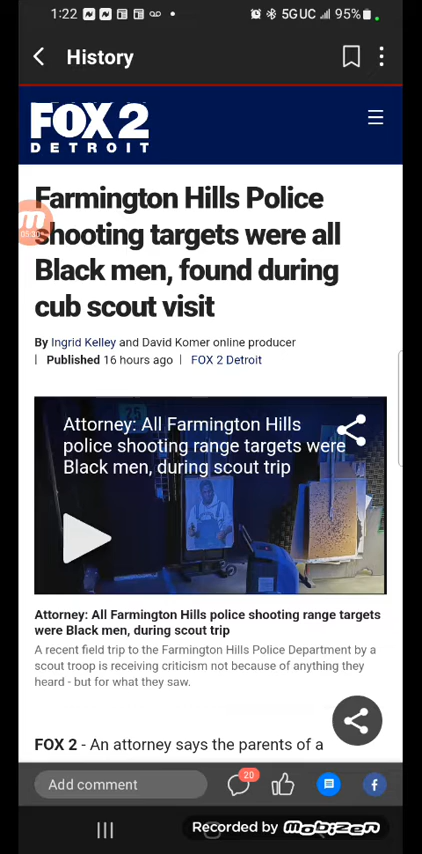 1:22
5GUC 95%
History
FOX 2
DETROIT
Farmington Hills Police
shooting targets were all
Black men, found during
cub scout visit
05:30
By Ingrid Kelley and David Komer online producer
| Published 16 hours ago | FOX 2 Detroit
25
Attorney: All Farmington Hills
police shooting range targets were
Black men, during scout trip
Attorney: All Farmington Hills police shooting range targets
were Black men, during scout trip
A recent field trip to the Farmington Hills Police Department by a
scout troop is receiving criticism not because of anything they
heard - but for what they saw.
FOX 2 - An attorney says the parents of a
Add comment
20
Recorded by mobizen